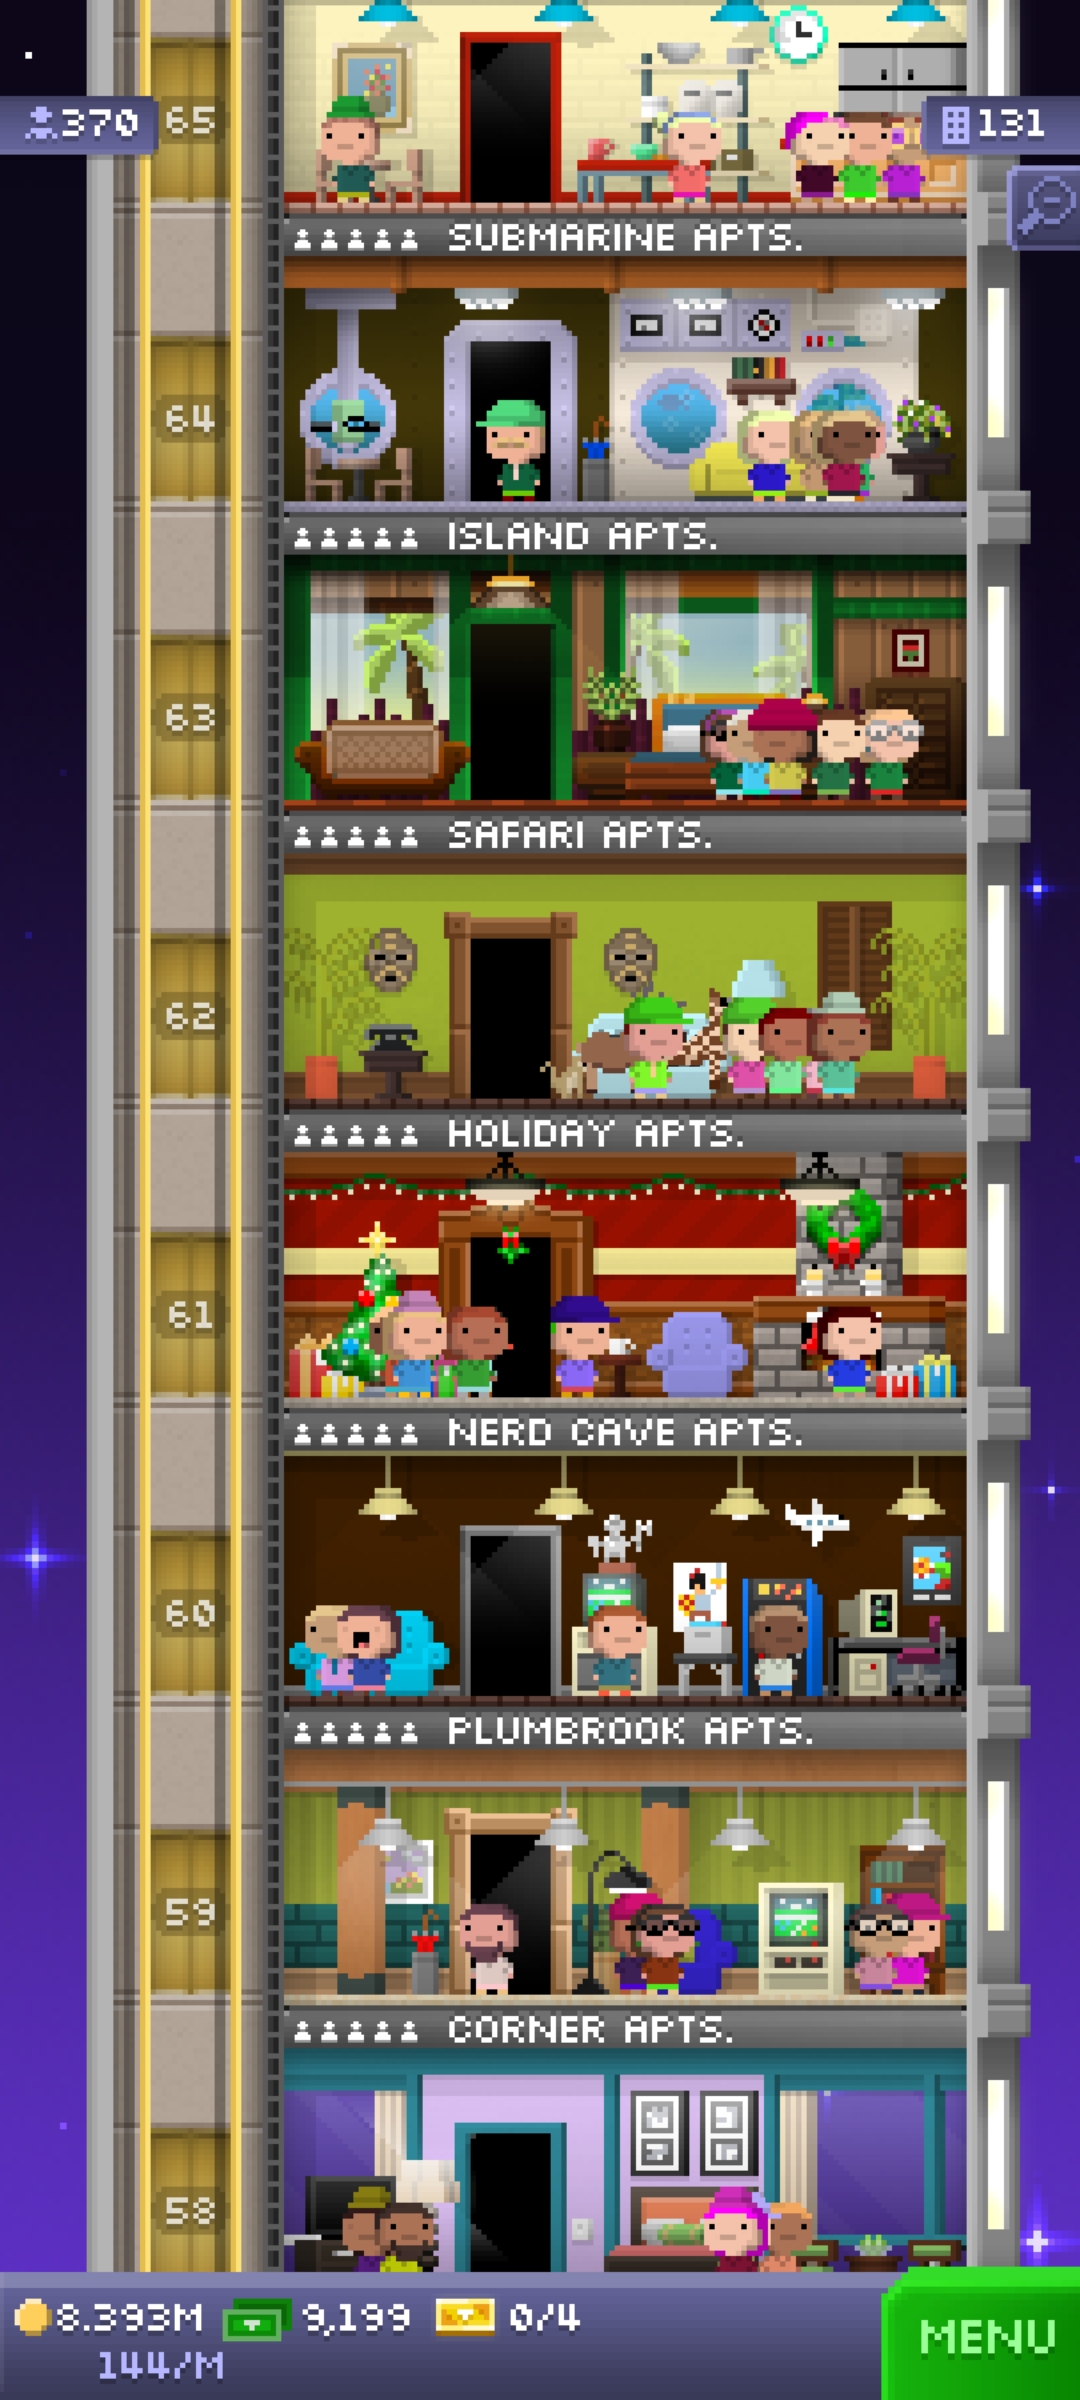 65
370
131
SUBMARINE APTS.
64
ISLAND APTS.
63
SAFARI APTS.
62
HOLIDAY APTS.
61
NERD CAVE APTS.
60
PLUMBROOK APTS.
59
CORNER APTS.
58
8.393M 9,199 0/4
144/M
MENU